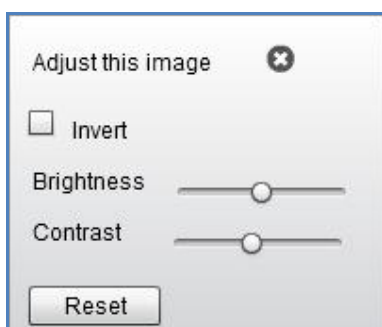 Adjust this image
Invert
Brightness
Contrast
Reset